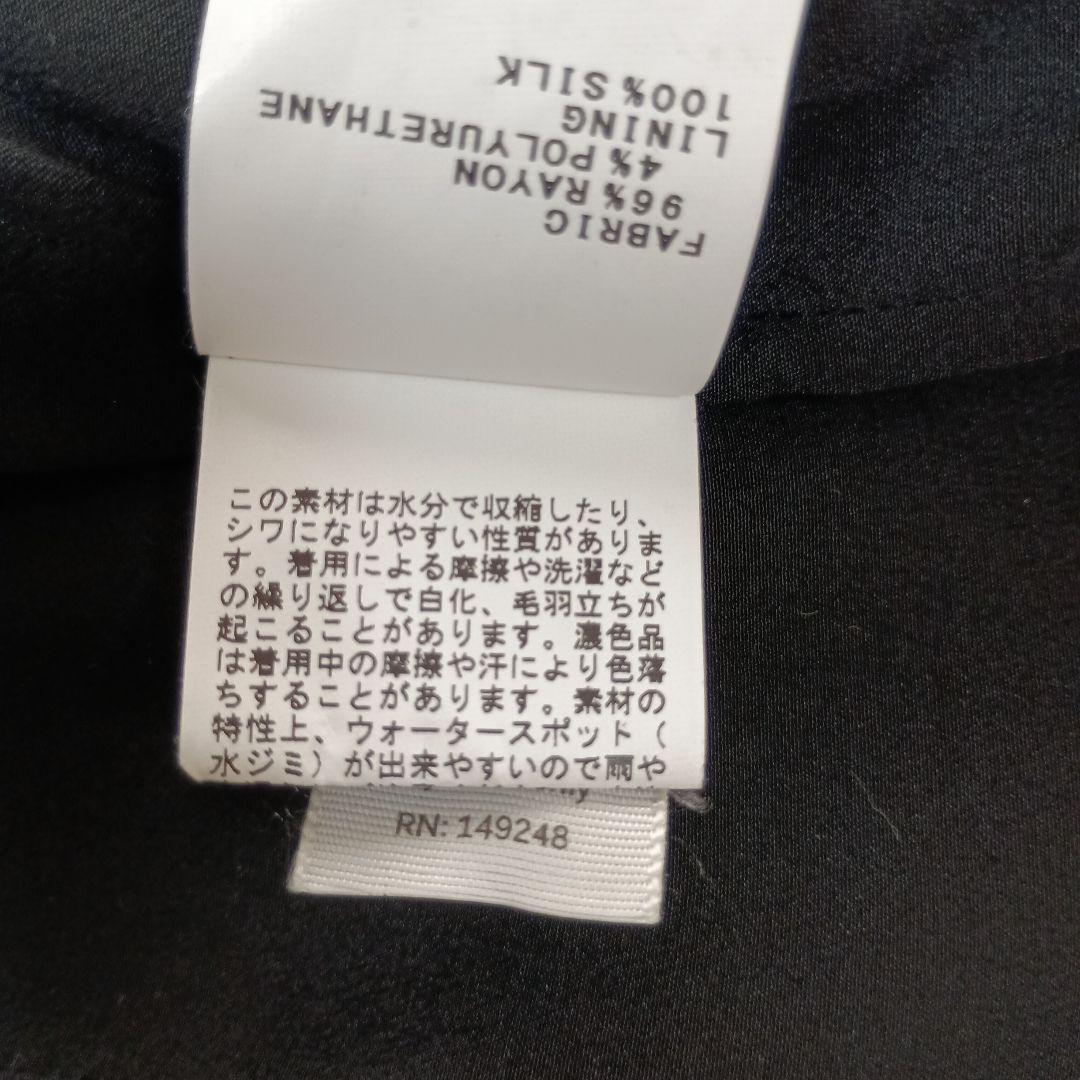 FABRIC
96% RAYON
4% POLYURETHANE
LINING
100% SILK
この素材は水分で収縮したり、
シワになりやすい性質がありま
す。着用による摩擦や洗濯など
の繰り返しで白化、毛羽立ちが
起こることがあります。濃色品
は着用中の摩擦や汗により色落
ちすることがあります。素材の
特性上、ウォータースポット（
水ジミ）が出来やすいので雨や
RN: 149248